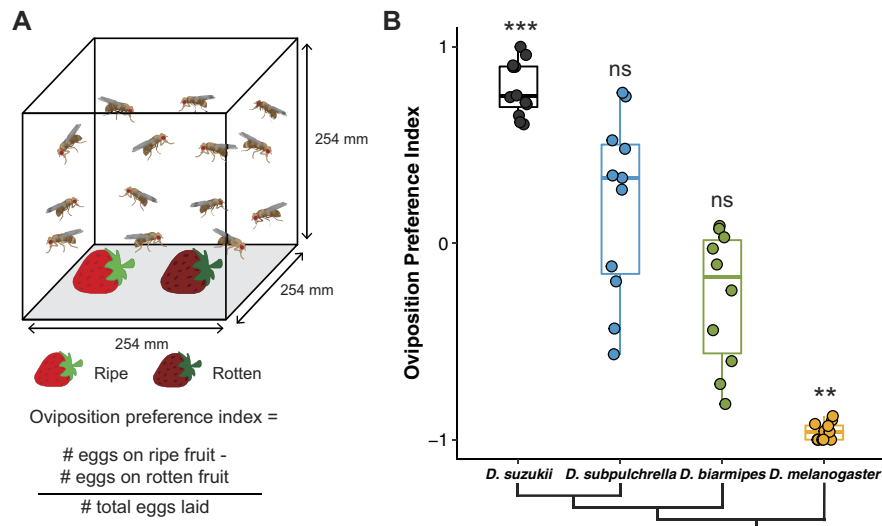 A
254 mm
254 mm
254 mm
Ripe
Rotten
Oviposition preference index =
# eggs on ripe fruit -
# eggs on rotten fruit
# total eggs laid
B
Oviposition Preference Index
1
0
−1
***
ns
ns
**
D. suzukii D. subpulchrella D. biarmipes D. melanogaster